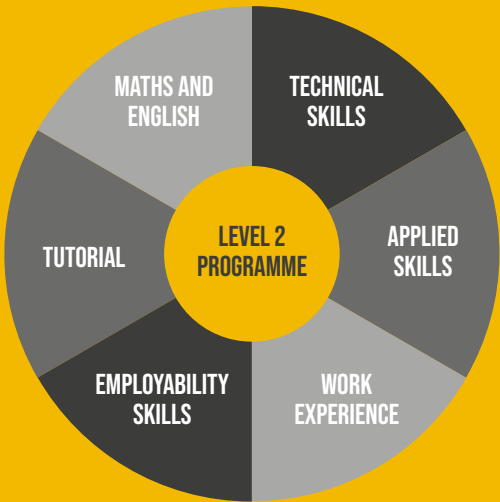 MATHS AND
ENGLISH
TECHNICAL
SKILLS
TUTORIAL
LEVEL 2
PROGRAMME
APPLIED
SKILLS
EMPLOYABILITY
SKILLS
WORK
EXPERIENCE